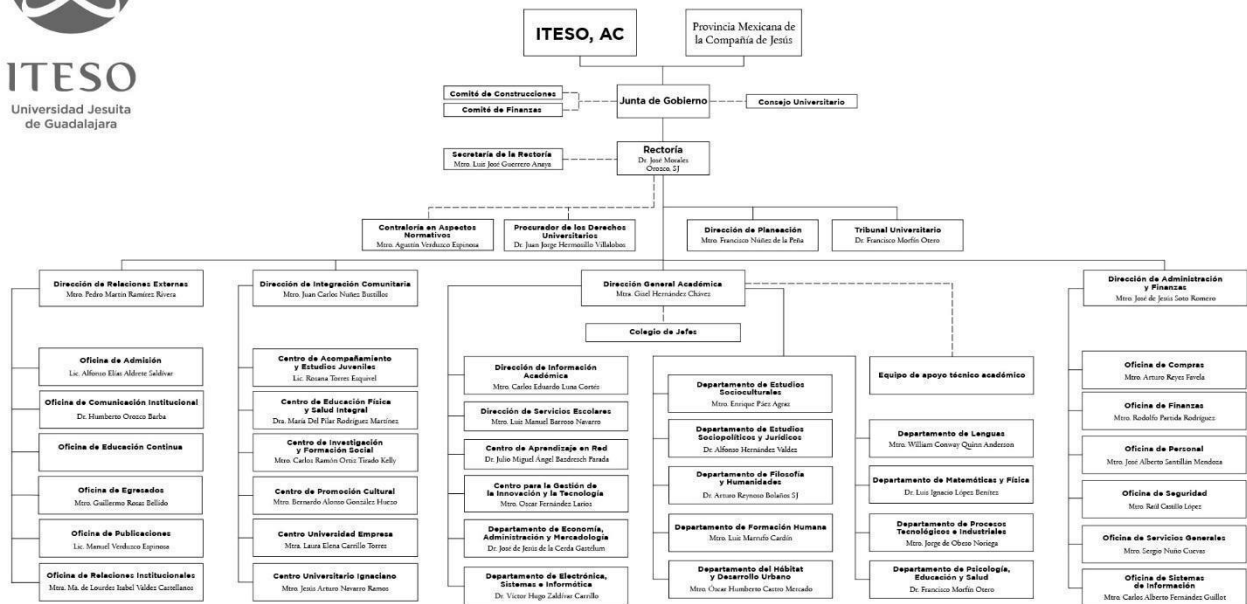 ITESO
Universidad Jesuita
de Guadalajara
ITESO, AC
Provincia Mexicana de
la Compañía de Jesús
Comité de Construcciones
Comité de Finanzas
Junta de Gobierno
Consejo Universitario
Secretaría de la Rectoría
Mtro. Luis José Guerrero Anaya
Rectoría
Dr. José Morales
Orozco, SJ
Contraloría en Aspectos
Normativos
Mtro. Agustín Verduzco Espinosa
Procurador de los Derechos
Universitarios
Dr. Juan Jorge Hermosillo Villalobos
Dirección de Planeación
Mtro. Francisco Núñez de la Peña
Tribunal Universitario
Dr. Francisco Morfín Otero
Dirección de Relaciones Externas
Mtro. Pedro Martín Ramírez Rivera
Oficina de Admisión
Lic. Alfonso Elías Aldrete Saldívar
Oficina de Comunicación Institucional
Dr. Humberto Orozco Barba
Oficina de Educación Continua
Oficina de Egresados
Mtro. Guillermo Rosas Bellido
Oficina de Publicaciones
Lic. Manuel Verduzco Espinosa
Oficina de Relaciones Institucionales
Mtra. Ma. de Lourdes Isabel Valdez Castellanos
Dirección de Integración Comunitaria
Mtro. Juan Carlos Nuñez Bustillos
Centro de Acompañamiento
y Estudios Juveniles
Lic. Rosana Torres Esquivel
Centro de Educación Física
y Salud Integral
Dra. María Del Pilar Rodríguez Martínez
Centro de Investigación
y Formación Social
Mtro. Carlos Ramón Ortiz Tirado Kelly
Centro de Promoción Cultural
Mtro. Bernardo Alonso González Huezo
Centro Universidad Empresa
Mtra. Laura Elena Carrillo Torres
Centro Universitario Ignaciano
Mtro. Jesús Arturo Navarro Ramos
Dirección General Académica
Mtra. Gisel Hernández Chávez
Colegio de Jefes
Dirección de Información
Académica
Mtro. Carlos Eduardo Luna Cortés
Dirección de Servicios Escolares
Mtro. Luis Manuel Barroso Navarro
Centro de Aprendizaje en Red
Dr. Julio Miguel Ángel Bazdresch Parada
Centro para la Gestión de
la Innovación y la Tecnología
Mtro. Oscar Fernández Larios
Departamento de Economía,
Administración y Mercadología
Dr. José de Jesús de la Cerda Gastélum
Departamento de Electrónica,
Sistemas e Informática
Dr. Víctor Hugo Zaldívar Carrillo
Departamento de Estudios
Socioculturales
Mtro. Enrique Páez Agraz
Departamento de Estudios
Sociopolíticos y Jurídicos
Dr. Alfonso Hernández Valdez
Departamento de Filosofía
y Humanidades
Dr. Arturo Reynoso Bolaños SJ
Departamento de Formación Humana
Mtro. Luis Marrufo Cardín
Departamento del Hábitat
y Desarrollo Urbano
Mtro. Óscar Humberto Castro Mercado
Equipo de apoyo técnico académico
Departamento de Lenguas
Mtro. William Conway Quinn Anderson
Departamento de Matemáticas y Física
Dr. Luis Ignacio López Benítez
Departamento de Procesos
Tecnológicos e Industriales
Mtro. Jorge de Obeso Noriega
Departamento de Psicología,
Educación y Salud
Dr. Francisco Morfín Otero
Dirección de Administración
y Finanzas
Mtro. José de Jesús Soto Romero
Oficina de Compras
Mtro. Arturo Reyes Favela
Oficina de Finanzas
Mtro. Rodolfo Partida Rodríguez
Oficina de Personal
Mtro. José Alberto Santillán Mendoza
Oficina de Seguridad
Mtro. Raúl Castillo López
Oficina de Servicios Generales
Mtro. Sergio Nuño Cuevas
Oficina de Sistemas
de Información
Mtro. Carlos Alberto Fernández Guillot